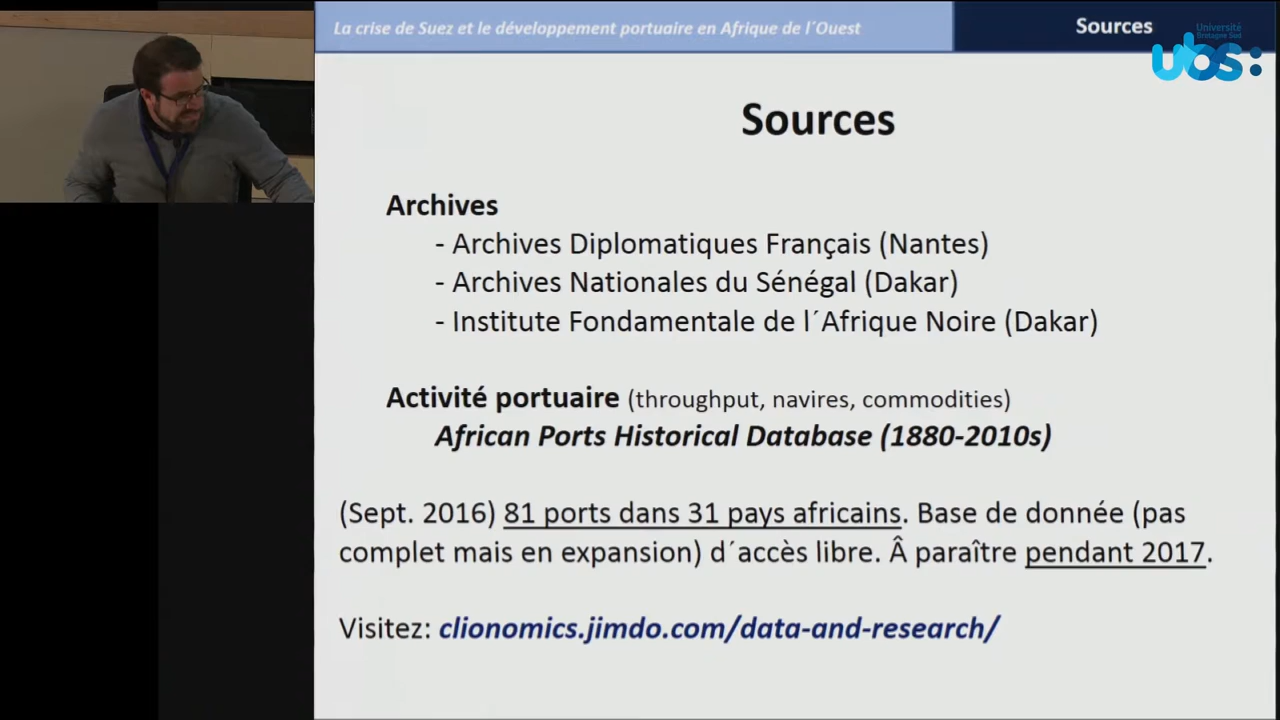 La crise de Suez et le développement portuaire en Afrique de l´Ouest
Sources
Université
Bretagne Sud
ubs:
Sources
Archives
- Archives Diplomatiques Français (Nantes)
- Archives Nationales du Sénégal (Dakar)
- Institute Fondamentale de l´Afrique Noire (Dakar)
Activité portuaire (throughput, navires, commodities)
African Ports Historical Database (1880-2010s)
(Sept. 2016) 81 ports dans 31 pays africains. Base de donnée (pas
complet mais en expansion) d´accès libre. Â paraître pendant 2017.
Visitez: clionomics.jimdo.com/data-and-research/